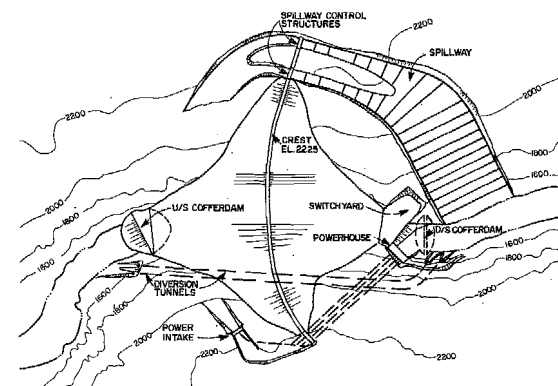 SPILLWAY CONTROL
STRUCTURES
2200
SPILLWAY
2200
2000
CREST
EL. 2225
1800
1600
2000
1800
U/S COFFERDAM
SWITCHYARD
POWERHOUSE
D/S COFFERDAM
1600
1800
1800
1600
DIVERSION
TUNNELS
2000
2000
POWER
INTAKE
2200
2200